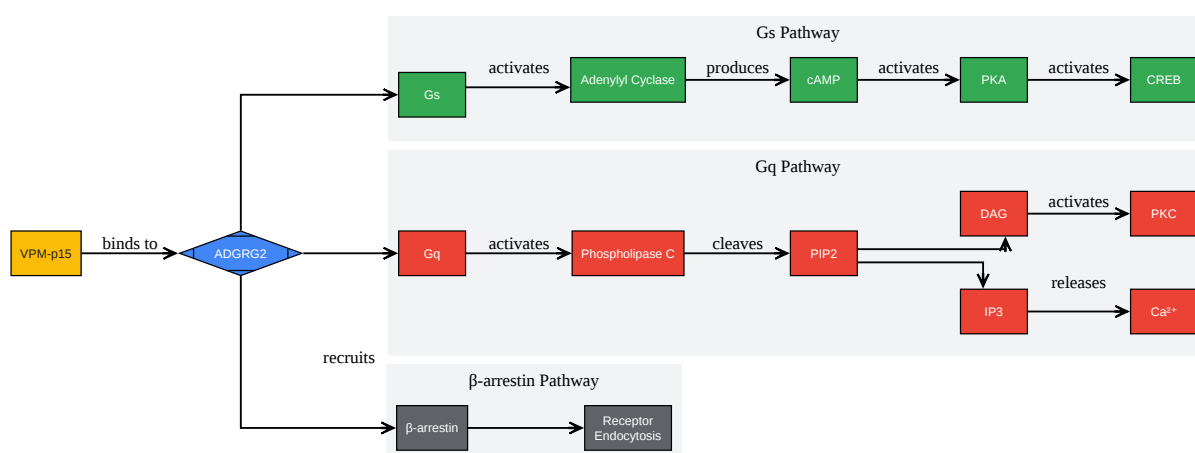 Gs Pathway
activates
produces
activates
activates
Gs
Adenylyl Cyclase
cAMP
PKA
CREB
Gq Pathway
DAG
activates
PKC
VPM-p15
binds to
ADGRG2
Gq
activates
Phospholipase C
cleaves
PIP2
releases
IP3
Ca²⁺
recruits
β-arrestin Pathway
β-arrestin
Receptor
Endocytosis